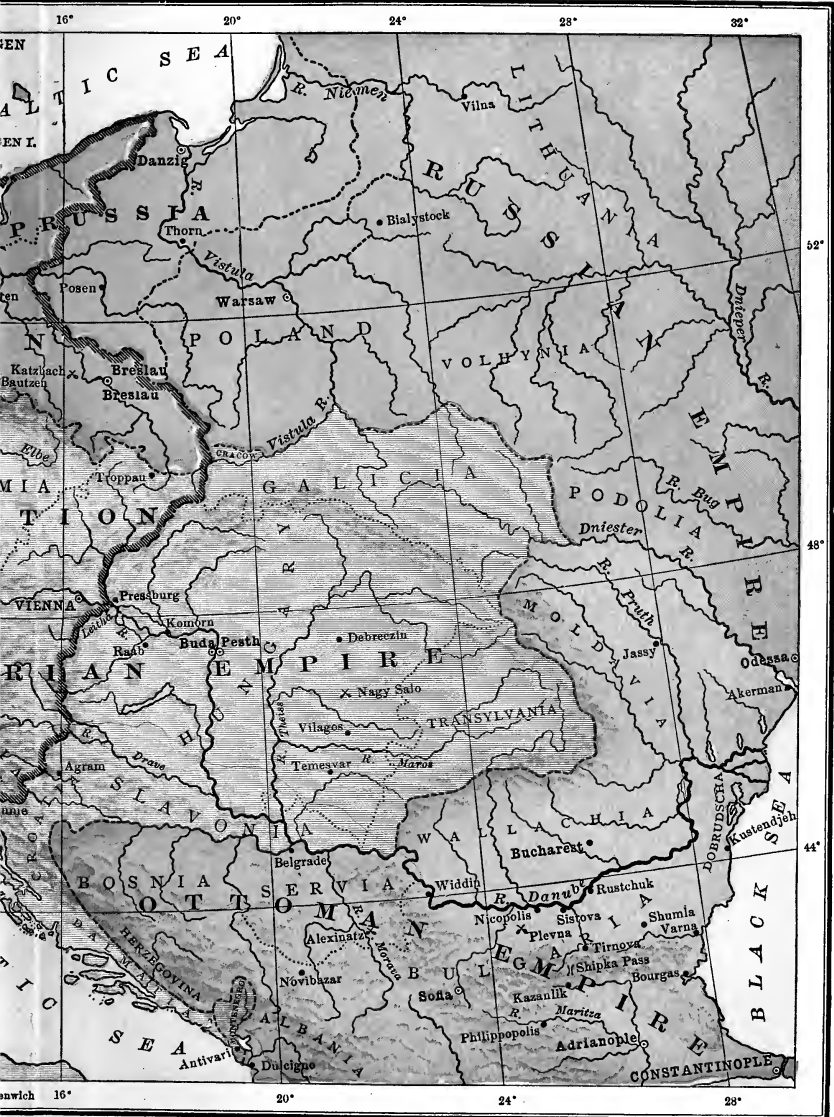 16° 20° 24° 28° 32°
BALTIC SEA
R. Niemen
Vilna
LITHUANIA
Danzig
R. Vistula
PRUSSIA
RUSSIAN EMPIRE
Thorn
Bialystock
52°
Posen
Warsaw
POLAND
VOLHYNIA
Dnieper R.
Katzbach
Bautzen
Breslau
Breslau
Vistula R.
CRACOW
Elbe
Troppau
GALICIA
PODOLIA
R. Bug
Dniester R.
48°
VIENNA
Pressburg
Leitha R.
Komorn
Raab
Buda Pesth
HUNGARY
EMPIRE
Debreczin
Nagy Salo
MOLDAVIA
R. Pruth
Jassy
Odessa
Akerman
R. Theiss
Vilagos
TRANSYLVANIA
R. Drave
Agram
Temesvar
R. Maros
SLAVONIA
CROATIA
WALLACHIA
DOBRUDSCHA
Kustendjeh
44°
Belgrade
Bucharest
BOSNIA
SERVIA
Widdin
R. Danube
Rustchuk
OTTOMAN EMPIRE
DALMATIA
HERZEGOVINA
Alexinatz
R. Morava
Nicopolis
Sistova
Shumla
Varna
Plevna
Tirnova
BULGARIA
Shipka Pass
Bourgas
Novibazar
Sofia
Kazanlik
R. Maritza
MONTENEGRO
ALBANIA
Philippopolis
Adrianople
Antivari
Dulcigno
CONSTANTINOPLE
BLACK SEA
SEA
16° 20° 24° 28°